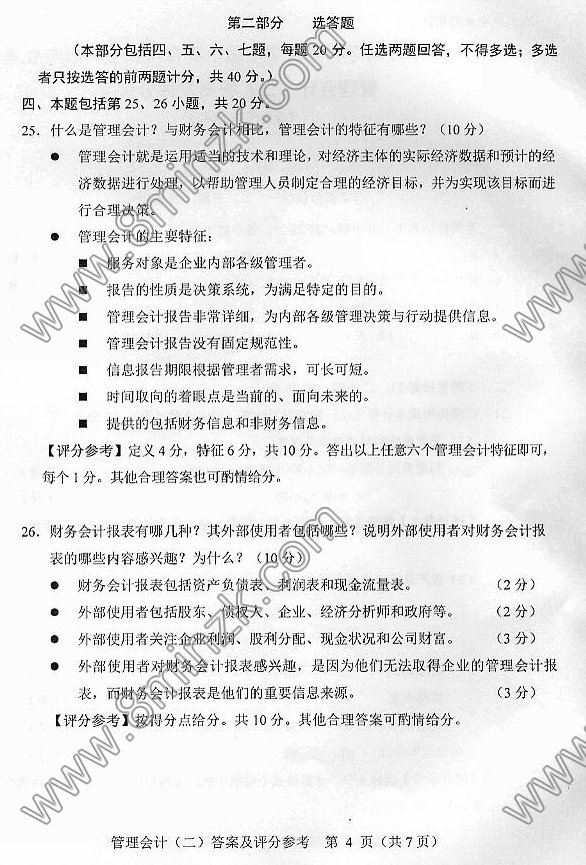 第二部分 选答题
（本部分包括四、五、六、七题，每题 20 分。任选两题回答，不得多选；多选
者只按选答的前两题计分，共 40 分。）
四、本题包括第 25、26 小题，共 20 分。
25．什么是管理会计？与财务会计相比，管理会计的特征有哪些？（10 分）
● 管理会计就是运用适当的技术和理论，对经济主体的实际经济数据和预计的经
济数据进行处理，以帮助管理人员制定合理的经济目标，并为实现该目标而进
行合理决策。
● 管理会计的主要特征：
■ 服务对象是企业内部各级管理者。
■ 报告的性质是决策系统，为满足特定的目的。
■ 管理会计报告非常详细，为内部各级管理决策与行动提供信息。
■ 管理会计报告没有固定规范性。
■ 信息报告期限根据管理者需求，可长可短。
■ 时间取向的着眼点是当前的、面向未来的。
■ 提供的包括财务信息和非财务信息。
【评分参考】定义 4 分，特征 6 分，共 10 分。答出以上任意六个管理会计特征即可，
每个 1 分。其他合理答案也可酌情给分。
26．财务会计报表有哪几种？其外部使用者包括哪些？说明外部使用者对财务会计报
表的哪些内容感兴趣？为什么？（10 分）
● 财务会计报表包括资产负债表、利润表和现金流量表。 （2 分）
● 外部使用者包括股东、债权人、企业、经济分析师和政府等。 （2 分）
● 外部使用者关注企业利润、股利分配、现金状况和公司财富。 （3 分）
● 外部使用者对财务会计报表感兴趣，是因为他们无法取得企业的管理会计报
表，而财务会计报表是他们的重要信息来源。 （3 分）
【评分参考】按得分点给分。共 10 分。其他合理答案可酌情给分。
管理会计（二）答案及评分参考 第 4 页（共 7 页）
www.8minzk.com
www.8minzk.com